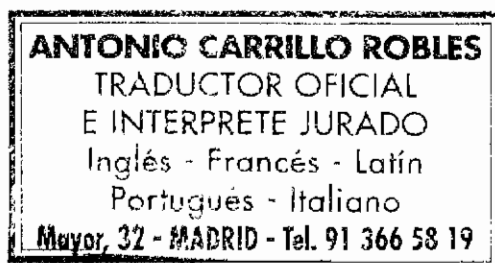 ANTONIO CARRILLO ROBLES
TRADUCTOR OFICIAL
E INTERPRETE JURADO
Inglés - Francés - Latín
Portugués - Italiano
Mayor, 32 - MADRID - Tel. 91 366 58 19